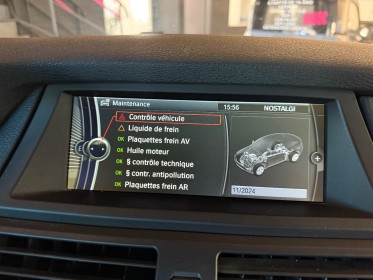 Maintenance 15:56 NOSTALGI
Contrôle véhicule
Liquide de frein
OK Plaquettes frein AV
OK Huile moteur
OK § contrôle technique
OK § contr. antipollution
OK Plaquettes frein AR
11/2024